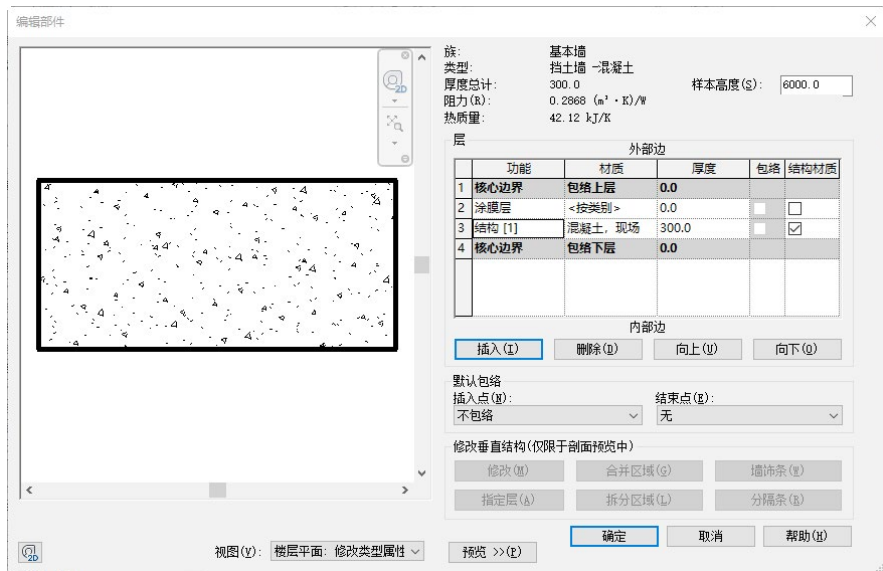 编辑部件
族: 基本墙
类型: 挡土墙 -混凝土
厚度总计: 300.0 样本高度(S): 6000.0
阻力(R): 0.2868 (m²·K)/W
热质量: 42.12 kJ/K
层
外部边
功能 材质 厚度 包络 结构材质
1 核心边界 包络上层 0.0
2 涂膜层 <按类别> 0.0
3 结构 [1] 混凝土, 现场 300.0
4 核心边界 包络下层 0.0
内部边
插入(I) 删除(D) 向上(U) 向下(O)
默认包络
插入点(N): 结束点(E):
不包络 无
修改垂直结构(仅限于剖面预览中)
修改(M) 合并区域(G) 墙饰条(W)
指定层(A) 拆分区域(L) 分隔条(R)
确定 取消 帮助(H)
2D
2D
视图(V): 楼层平面: 修改类型属性 预览 >>(P)